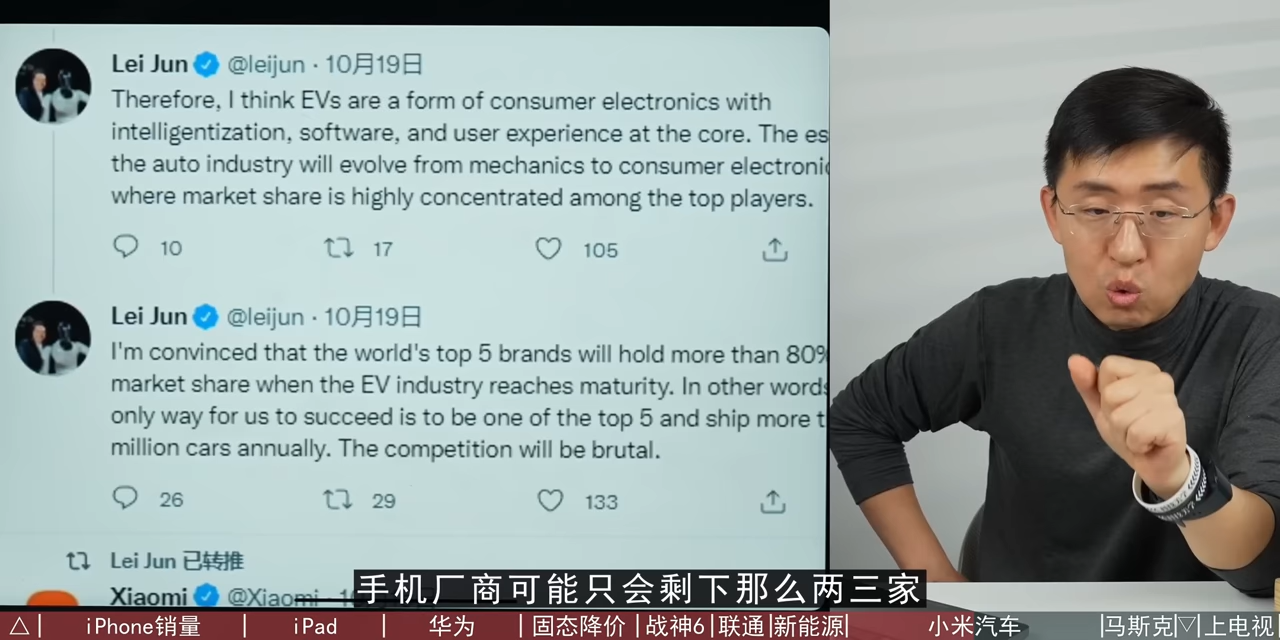 Lei Jun @leijun · 10月19日
Therefore, I think EVs are a form of consumer electronics with
intelligentization, software, and user experience at the core. The es
the auto industry will evolve from mechanics to consumer electronic
where market share is highly concentrated among the top players.
10 17 105
Lei Jun @leijun · 10月19日
I'm convinced that the world's top 5 brands will hold more than 80%
market share when the EV industry reaches maturity. In other words
only way for us to succeed is to be one of the top 5 and ship more t
million cars annually. The competition will be brutal.
26 29 133
Lei Jun 已转推
Xiaomi @Xiaomi · 10
手机厂商可能只会剩下那么两三家
△ | iPhone销量 | iPad | 华为 | 固态降价 | 战神6 | 联通 | 新能源 | 小米汽车 | 马斯克 ▽ | 上电视